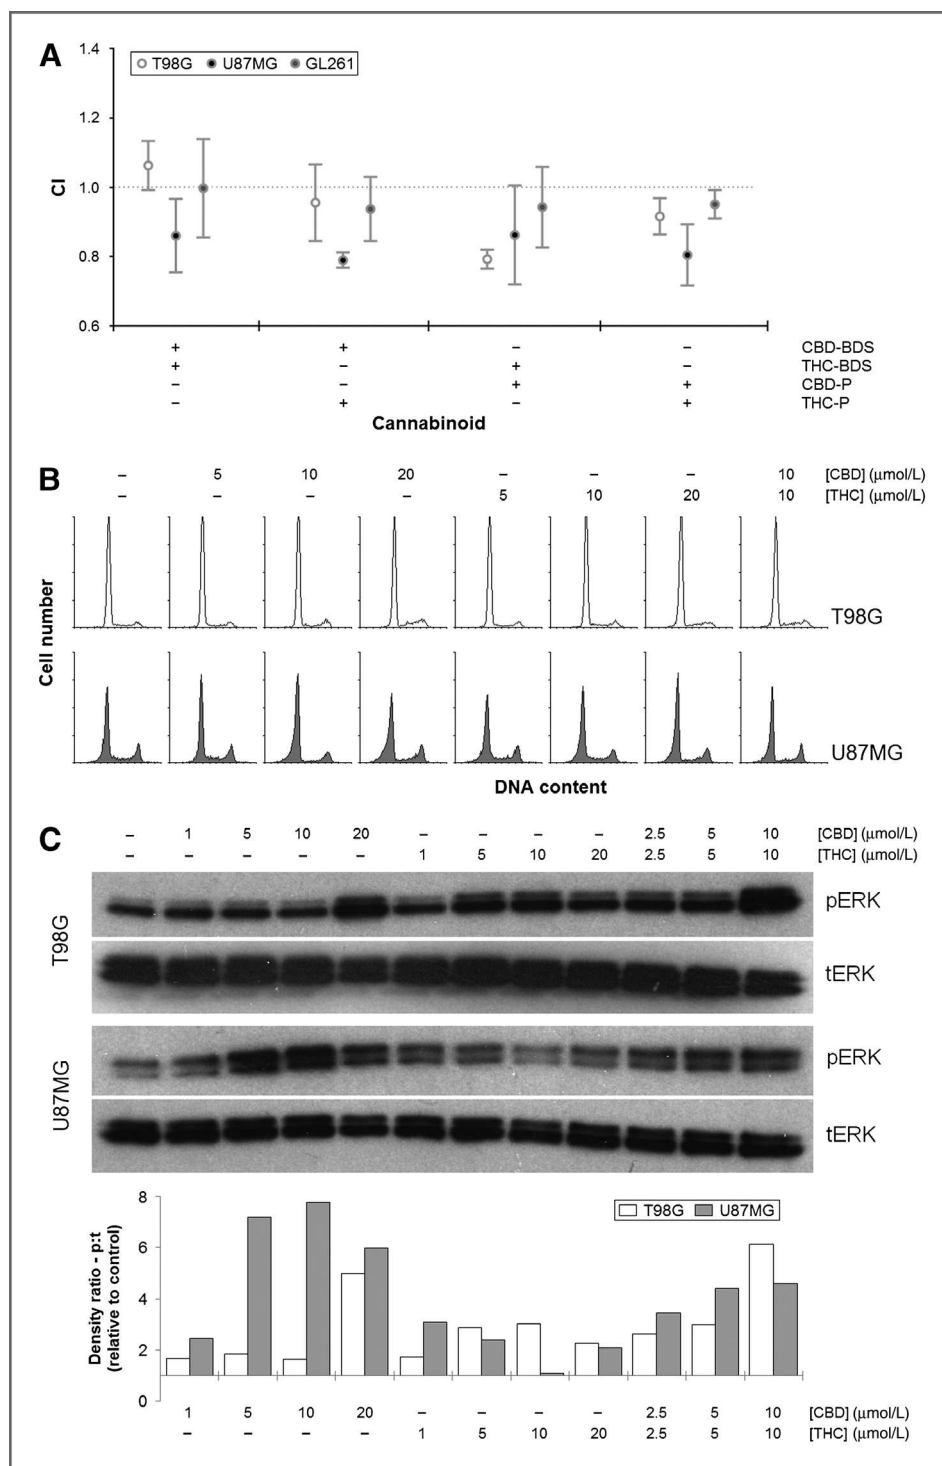 A
1.4
T98G U87MG GL261
1.2
1.0
0.8
0.6
CI
+ + – – CBD-BDS
+ – + – THC-BDS
– – + + CBD-P
– + – + THC-P
Cannabinoid
B
– 5 10 20 – – – 10 [CBD] (μmol/L)
– – – – 5 10 20 10 [THC] (μmol/L)
Cell number
T98G
U87MG
DNA content
C
– 1 5 10 20 – – – – 2.5 5 10 [CBD] (μmol/L)
– – – – – 1 5 10 20 2.5 5 10 [THC] (μmol/L)
T98G
pERK
tERK
U87MG
pERK
tERK
Density ratio - p:t
(relative to control)
8
T98G U87MG
6
4
2
0
1 5 10 20 – – – – 2.5 5 10 [CBD] (μmol/L)
– – – – 1 5 10 20 2.5 5 10 [THC] (μmol/L)